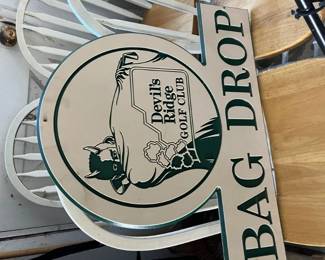 Devil's
Ridge
GOLF CLUB
BAG DROP